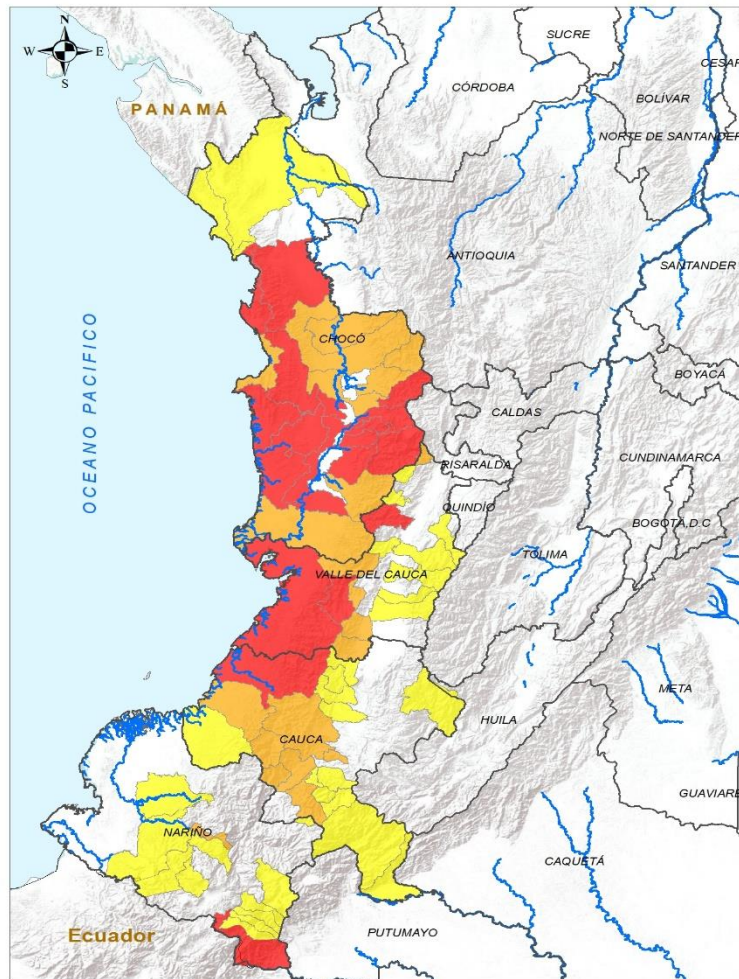 N
W E
S
SUCRE
CESAR
CÓRDOBA
BOLÍVAR
PANAMÁ
NORTE DE SANTANDER
ANTIOQUIA
SANTANDER
OCEANO PACIFICO
CHOCÓ
BOYACÁ
CALDAS
RISARALDA
CUNDINAMARCA
QUINDÍO
BOGOTÁ,D.C
TOLIMA
VALLE DEL CAUCA
META
HUILA
CAUCA
GUAVIARE
NARIÑO
CAQUETÁ
Ecuador
PUTUMAYO